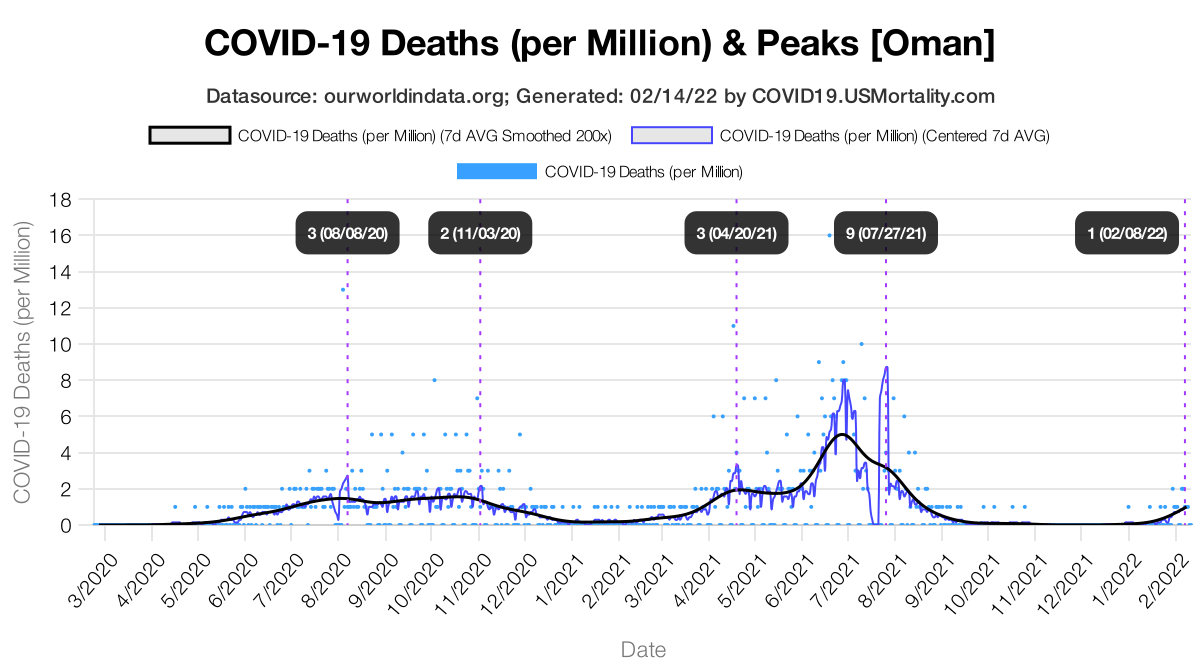 COVID-19 Deaths (per Million) & Peaks [Oman]
Datasource: ourworldindata.org; Generated: 02/14/22 by COVID19.USMortality.com
COVID-19 Deaths (per Million) (7d AVG Smoothed 200x) COVID-19 Deaths (per Million) (Centered 7d AVG)
COVID-19 Deaths (per Million)
COVID-19 Deaths (per Million)
18
16
14
12
10
8
6
4
2
0
3 (08/08/20) 2 (11/03/20) 3 (04/20/21) 9 (07/27/21) 1 (02/08/22)
3/2020 4/2020 5/2020 6/2020 7/2020 8/2020 9/2020 10/2020 11/2020 12/2020 1/2021 2/2021 3/2021 4/2021 5/2021 6/2021 7/2021 8/2021 9/2021 10/2021 11/2021 12/2021 1/2022 2/2022
Date